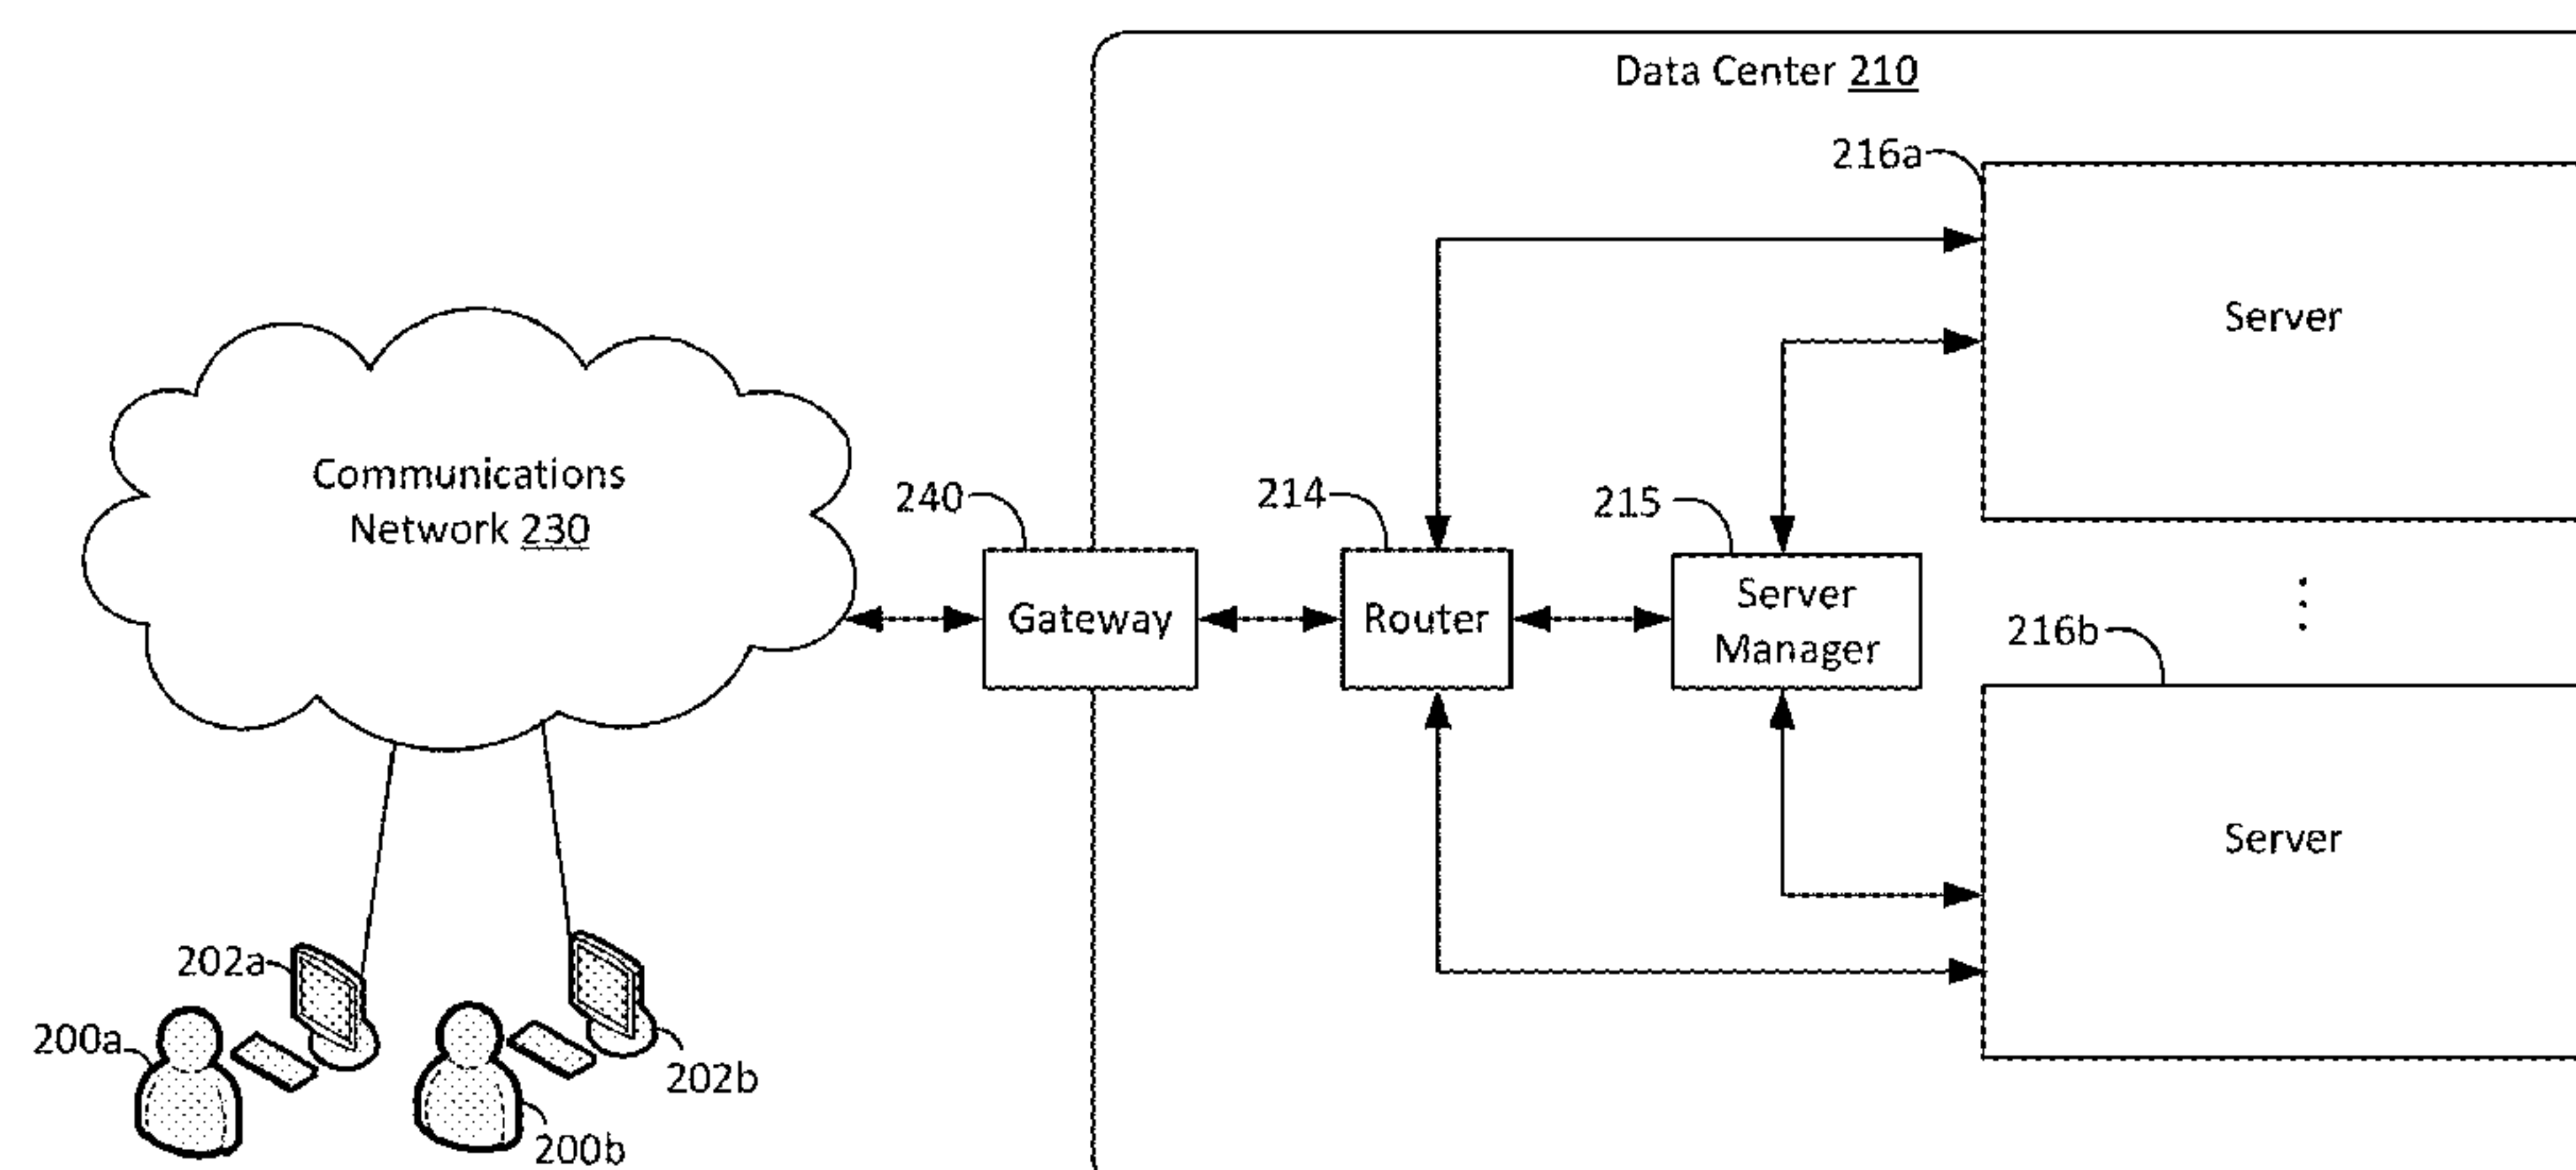 Data Center 210
216a
Server
Communications
Network 230
240
214
215
Gateway
Router
Server
Manager
216b
Server
202a
200a
202b
200b